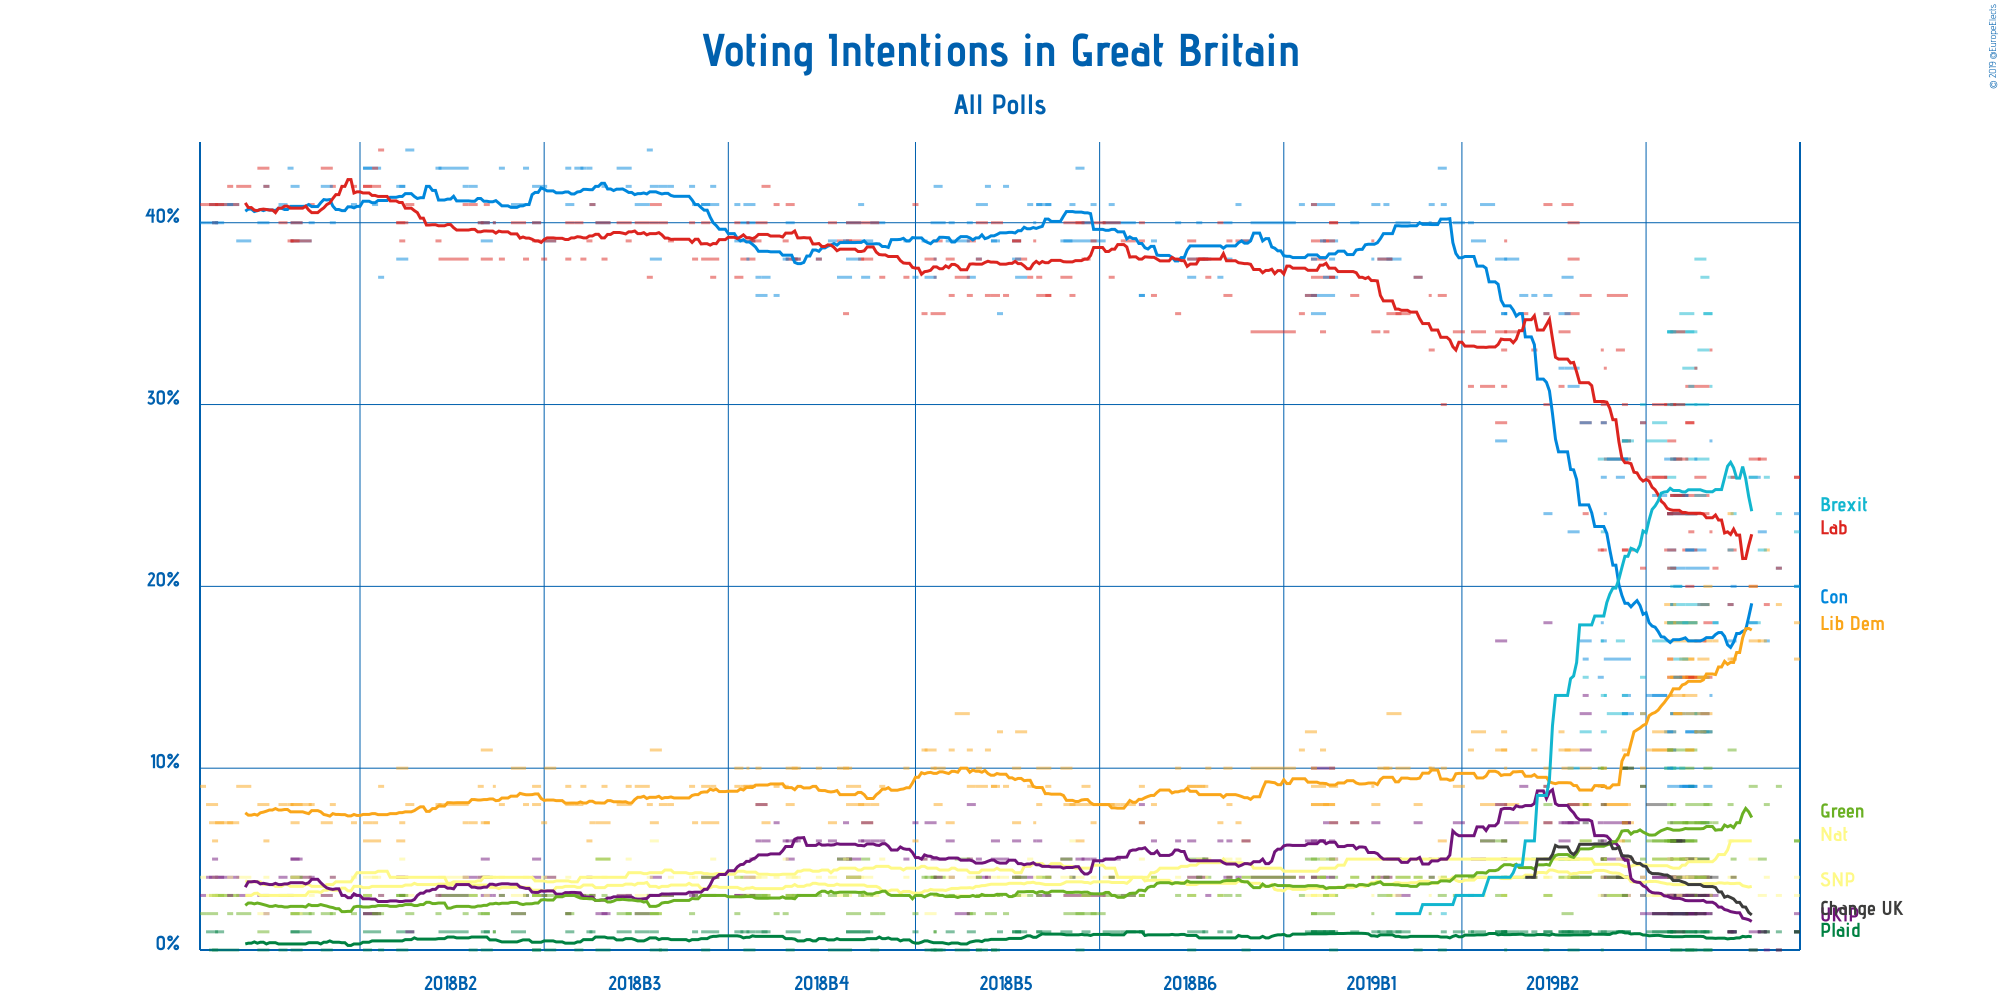 Voting Intentions in Great Britain
© 2019 @EuropeElects
All Polls
40%
30%
20%
10%
0%
Brexit
Lab
Con
Lib Dem
Green
Nat
SNP
Change UK
UKIP
Plaid
2018B2
2018B3
2018B4
2018B5
2018B6
2019B1
2019B2